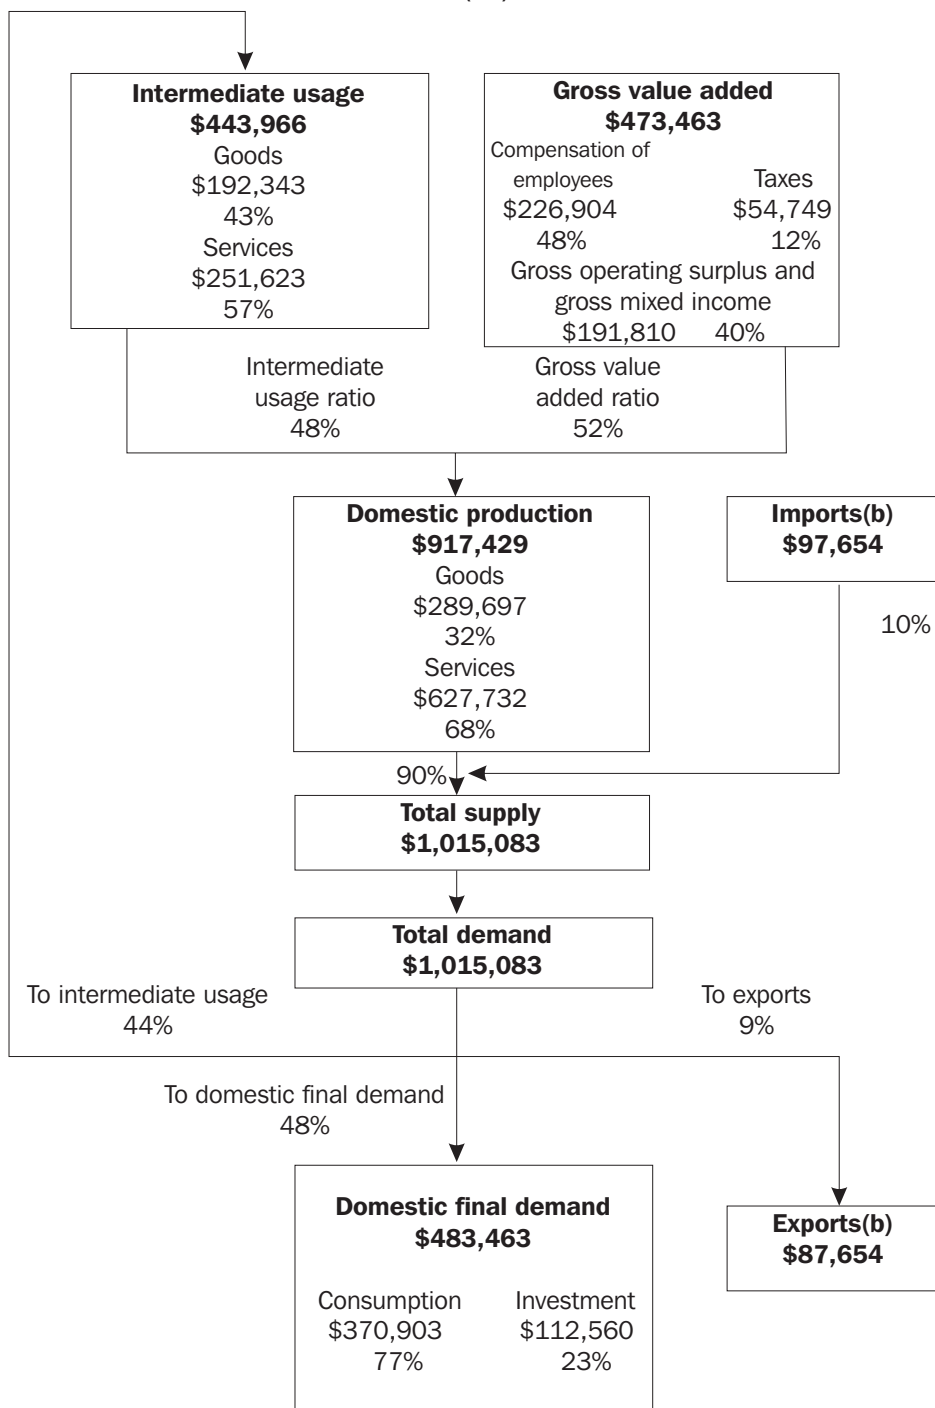 Intermediate usage
$443,966
Goods
$192,343
43%
Services
$251,623
57%
Gross value added
$473,463
Compensation of
employees
$226,904
48%
Taxes
$54,749
12%
Gross operating surplus and
gross mixed income
$191,810 40%
Intermediate
usage ratio
48%
Gross value
added ratio
52%
Domestic production
$917,429
Goods
$289,697
32%
Services
$627,732
68%
Imports(b)
$97,654
10%
90%
Total supply
$1,015,083
Total demand
$1,015,083
To intermediate usage
44%
To exports
9%
To domestic final demand
48%
Domestic final demand
$483,463
Consumption
$370,903
77%
Investment
$112,560
23%
Exports(b)
$87,654